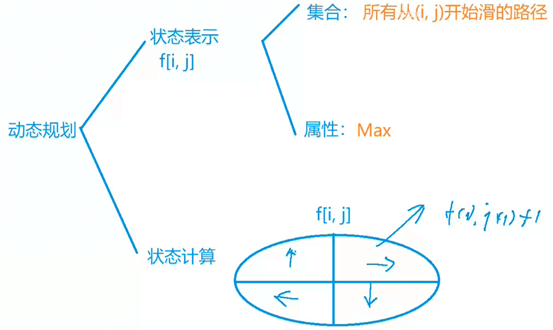 集合：所有从(i, j)开始滑的路径
状态表示
f[i, j]
动态规划
属性：Max
f[i, j]
f(i, j+1)+1
状态计算